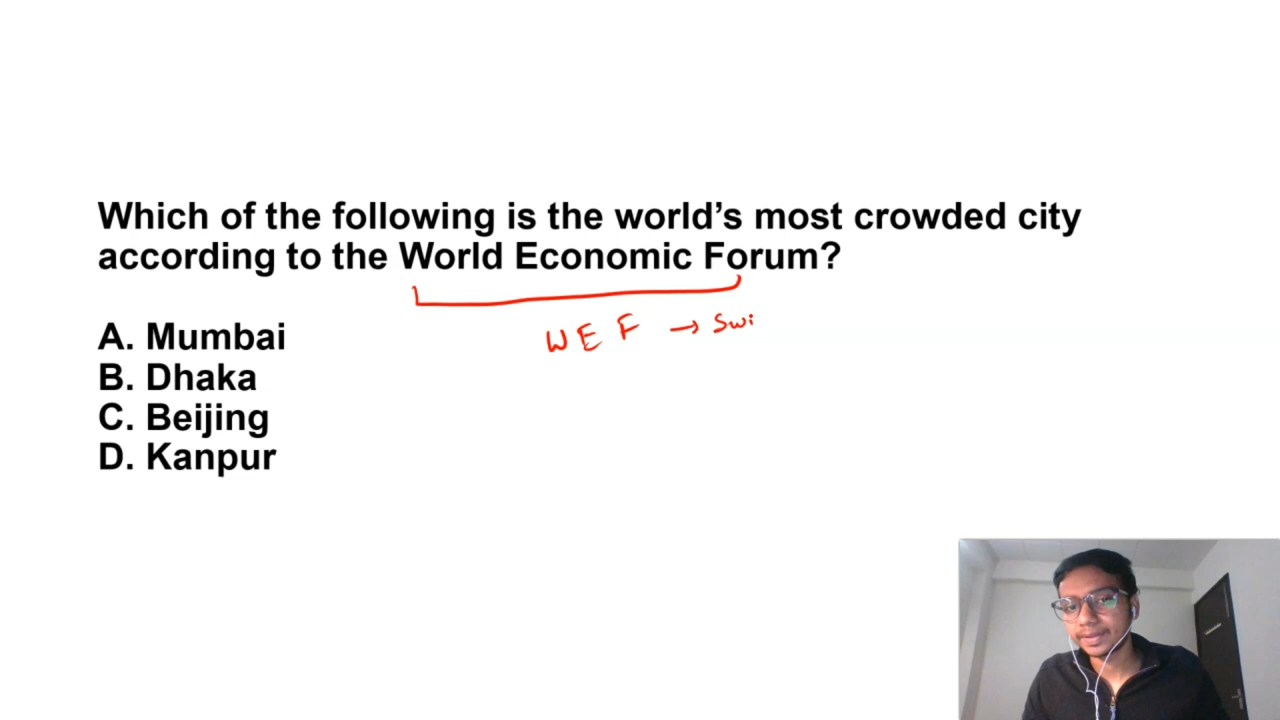 Which of the following is the world’s most crowded city
according to the World Economic Forum?
WEF → Swi
A. Mumbai
B. Dhaka
C. Beijing
D. Kanpur